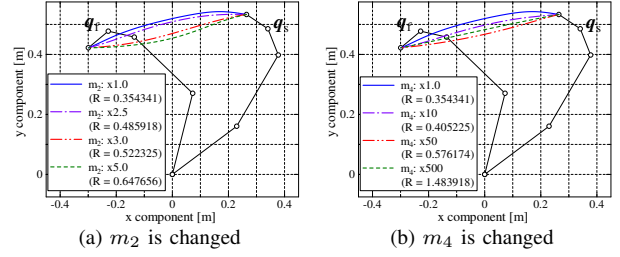 q_f
q_s
y component [m]
0.4
0.2
0
m₂: x1.0
(R = 0.354341)
m₂: x2.5
(R = 0.485918)
m₂: x3.0
(R = 0.522325)
m₂: x5.0
(R = 0.647656)
-0.4 -0.2 0 0.2 0.4
x component [m]
(a) m₂ is changed
q_f
q_s
y component [m]
0.4
0.2
0
m₄: x1.0
(R = 0.354341)
m₄: x10
(R = 0.405225)
m₄: x50
(R = 0.576174)
m₄: x500
(R = 1.483918)
-0.4 -0.2 0 0.2 0.4
x component [m]
(b) m₄ is changed